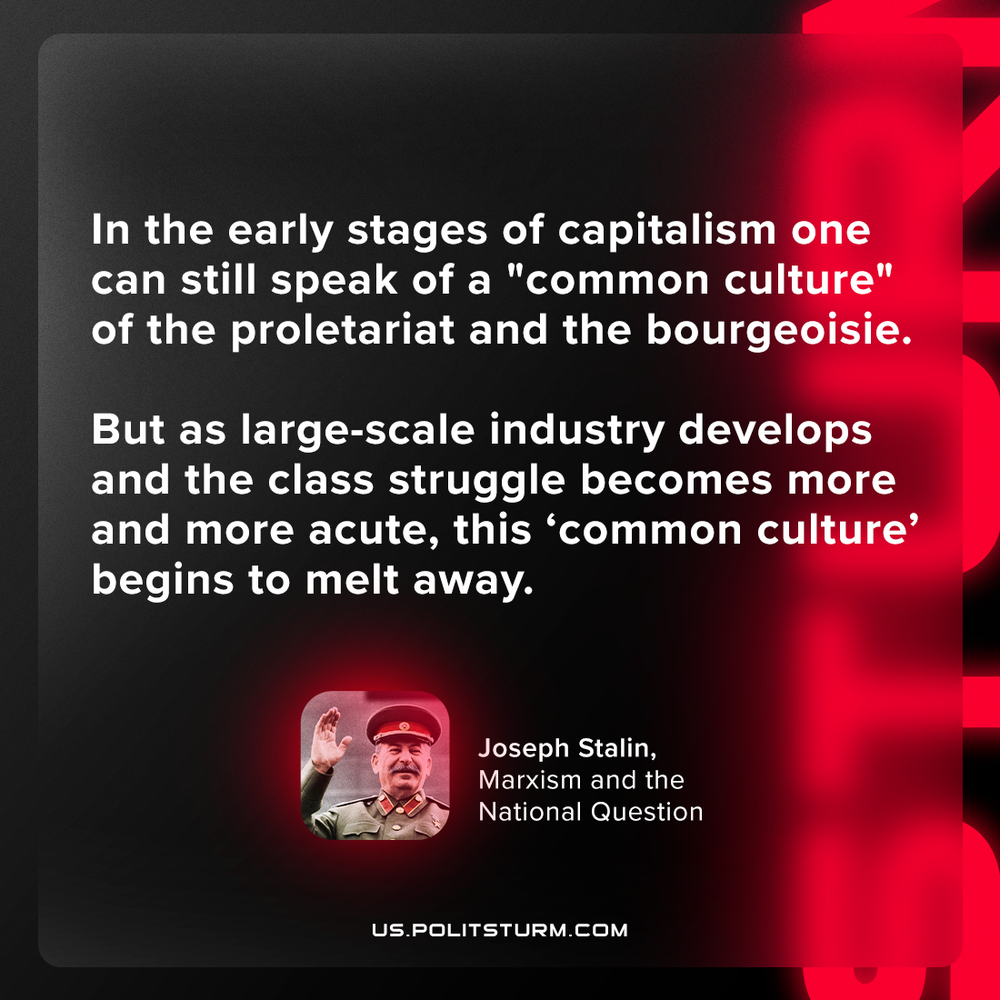 In the early stages of capitalism one
can still speak of a "common culture"
of the proletariat and the bourgeoisie.
But as large-scale industry develops
and the class struggle becomes more
and more acute, this ‘common culture’
begins to melt away.
Joseph Stalin,
Marxism and the
National Question
US.POLITSTURM.COM